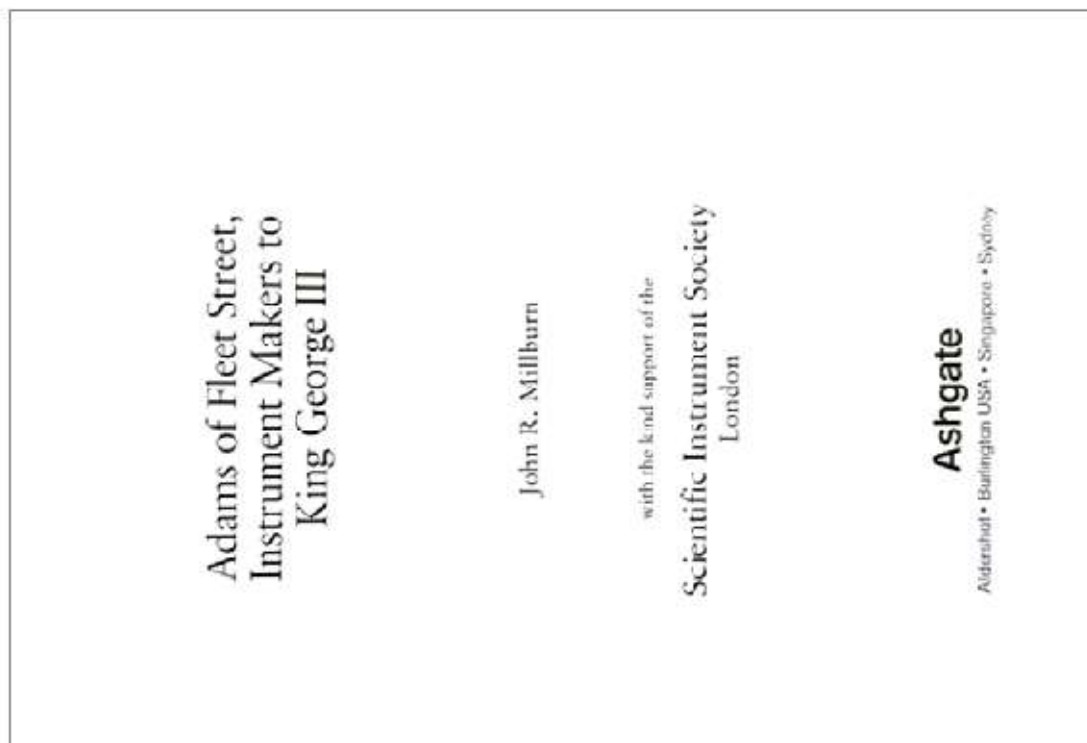 Adams of Fleet Street,
Instrument Makers to
King George III
John R. Millburn
with the kind support of the
Scientific Instrument Society
London
Ashgate
Aldershot • Burlington USA • Singapore • Sydney